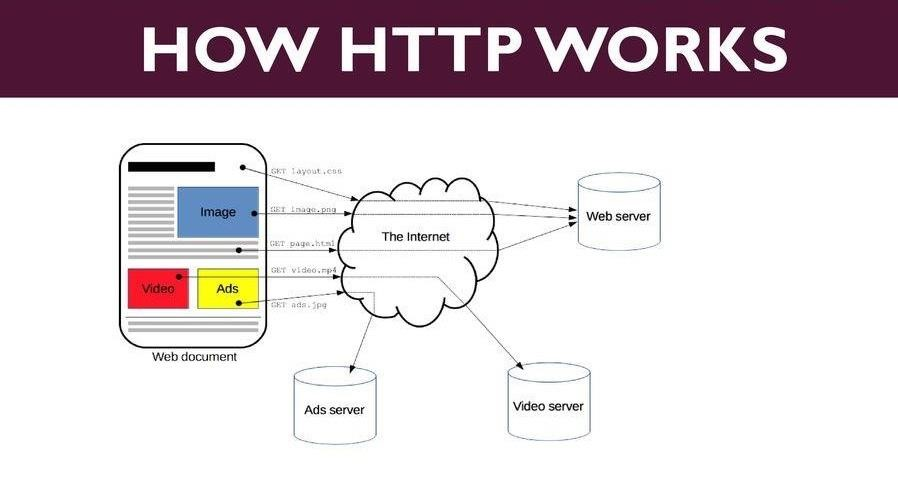 HOW HTTP WORKS
GET layout.css
Image
GET image.png
Web server
The Internet
GET page.html
GET video.mp4
Video
Ads
GET ads.jpg
Web document
Ads server
Video server